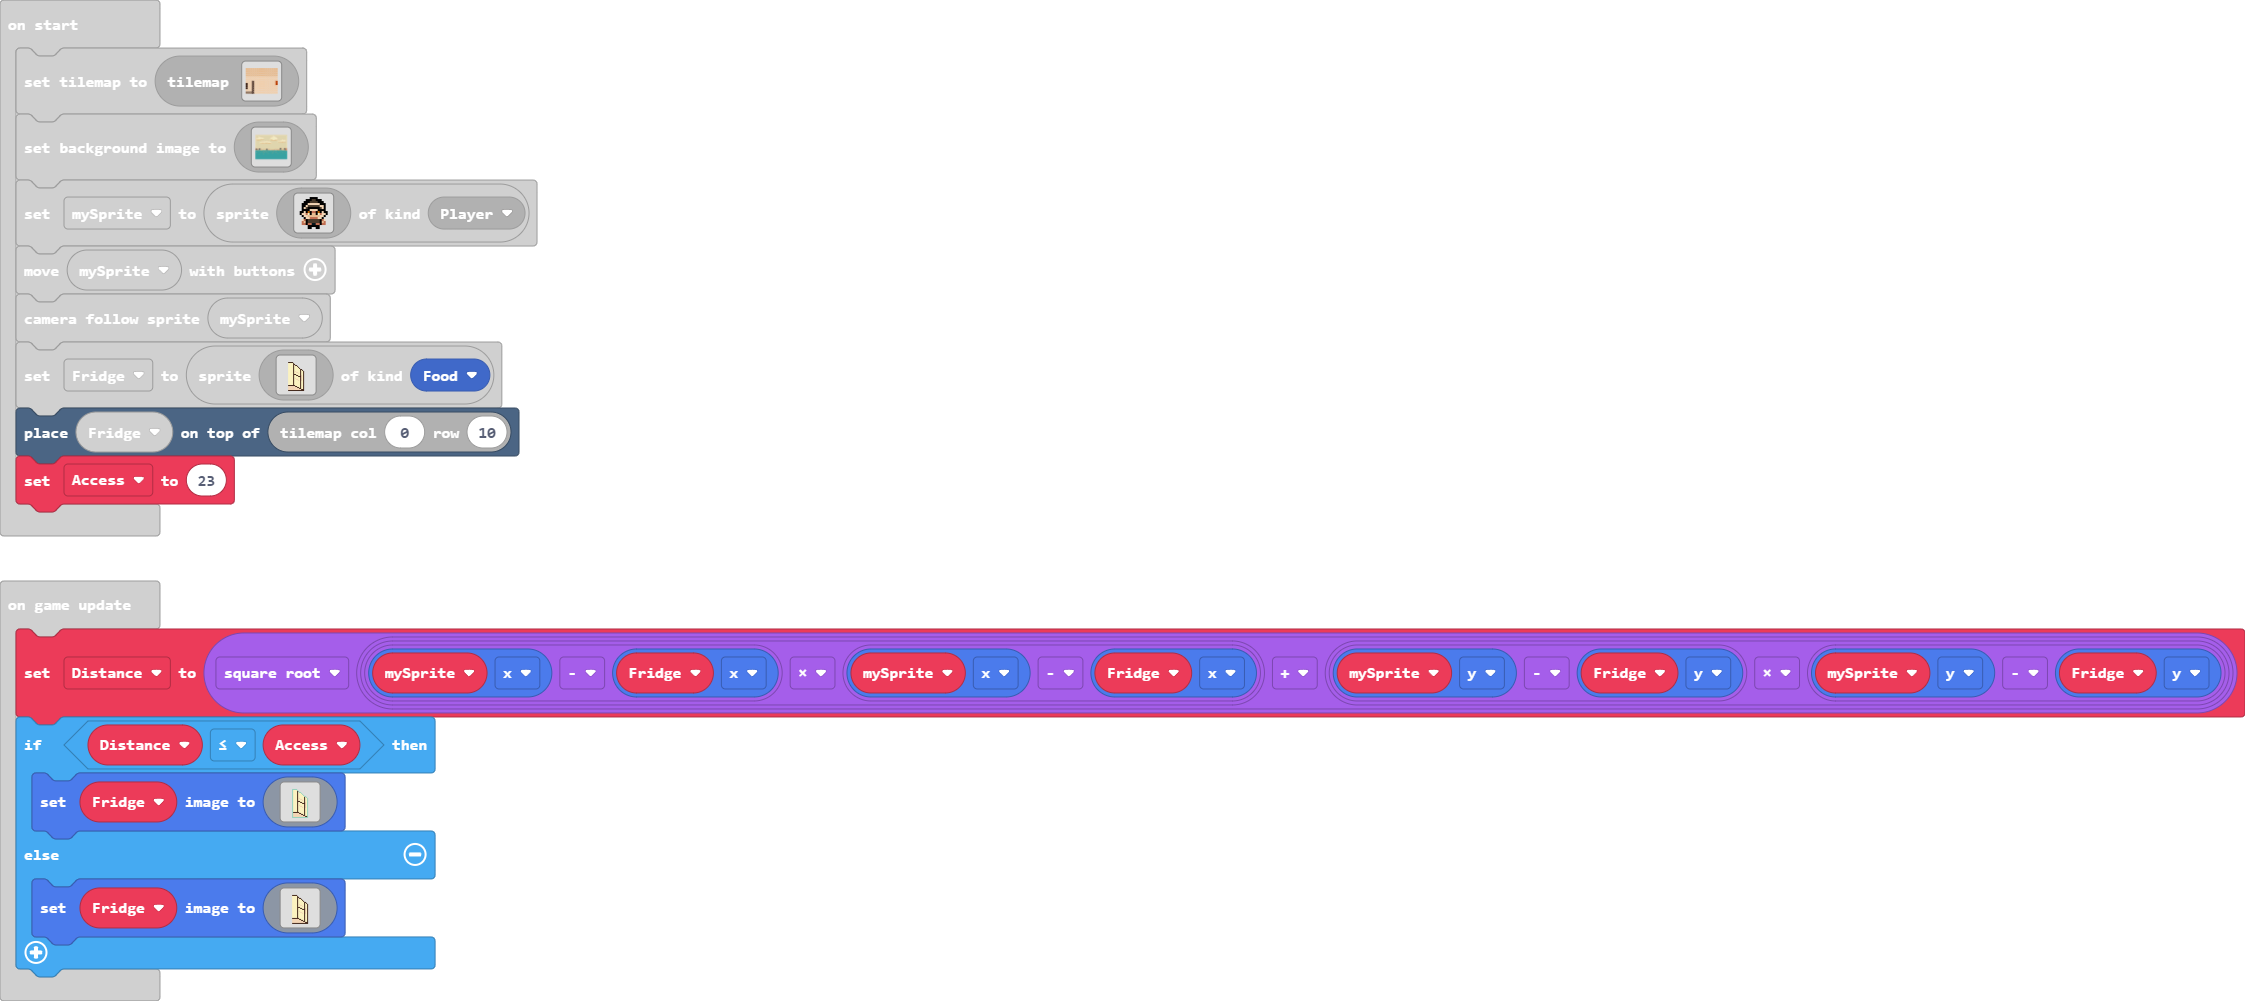 on start
set tilemap to tilemap
set background image to
set mySprite to sprite of kind Player
move mySprite with buttons
camera follow sprite mySprite
set Fridge to sprite of kind Food
place Fridge on top of tilemap col 0 row 10
set Access to 23
on game update
set Distance to square root mySprite x - Fridge x × mySprite x - Fridge x + mySprite y - Fridge y × mySprite y - Fridge y
if Distance ≤ Access then
set Fridge image to
else
set Fridge image to